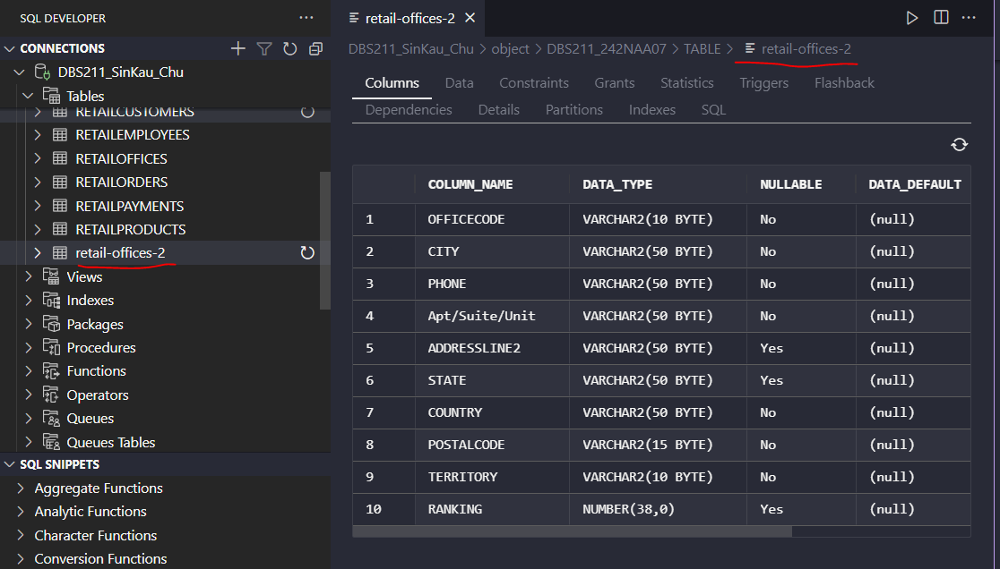 SQL DEVELOPER
CONNECTIONS
DBS211_SinKau_Chu
Tables
RETAILCUSTOMERS
RETAILEMPLOYEES
RETAILOFFICES
RETAILORDERS
RETAILPAYMENTS
RETAILPRODUCTS
retail-offices-2
Views
Indexes
Packages
Procedures
Functions
Operators
Queues
Queues Tables
SQL SNIPPETS
Aggregate Functions
Analytic Functions
Character Functions
Conversion Functions
retail-offices-2
DBS211_SinKau_Chu > object > DBS211_242NAA07 > TABLE > retail-offices-2
Columns Data Constraints Grants Statistics Triggers Flashback
Dependencies Details Partitions Indexes SQL
COLUMN_NAME DATA_TYPE NULLABLE DATA_DEFAULT
1 OFFICECODE VARCHAR2(10 BYTE) No (null)
2 CITY VARCHAR2(50 BYTE) No (null)
3 PHONE VARCHAR2(50 BYTE) No (null)
4 Apt/Suite/Unit VARCHAR2(50 BYTE) No (null)
5 ADDRESSLINE2 VARCHAR2(50 BYTE) Yes (null)
6 STATE VARCHAR2(50 BYTE) Yes (null)
7 COUNTRY VARCHAR2(50 BYTE) No (null)
8 POSTALCODE VARCHAR2(15 BYTE) No (null)
9 TERRITORY VARCHAR2(10 BYTE) No (null)
10 RANKING NUMBER(38,0) Yes (null)